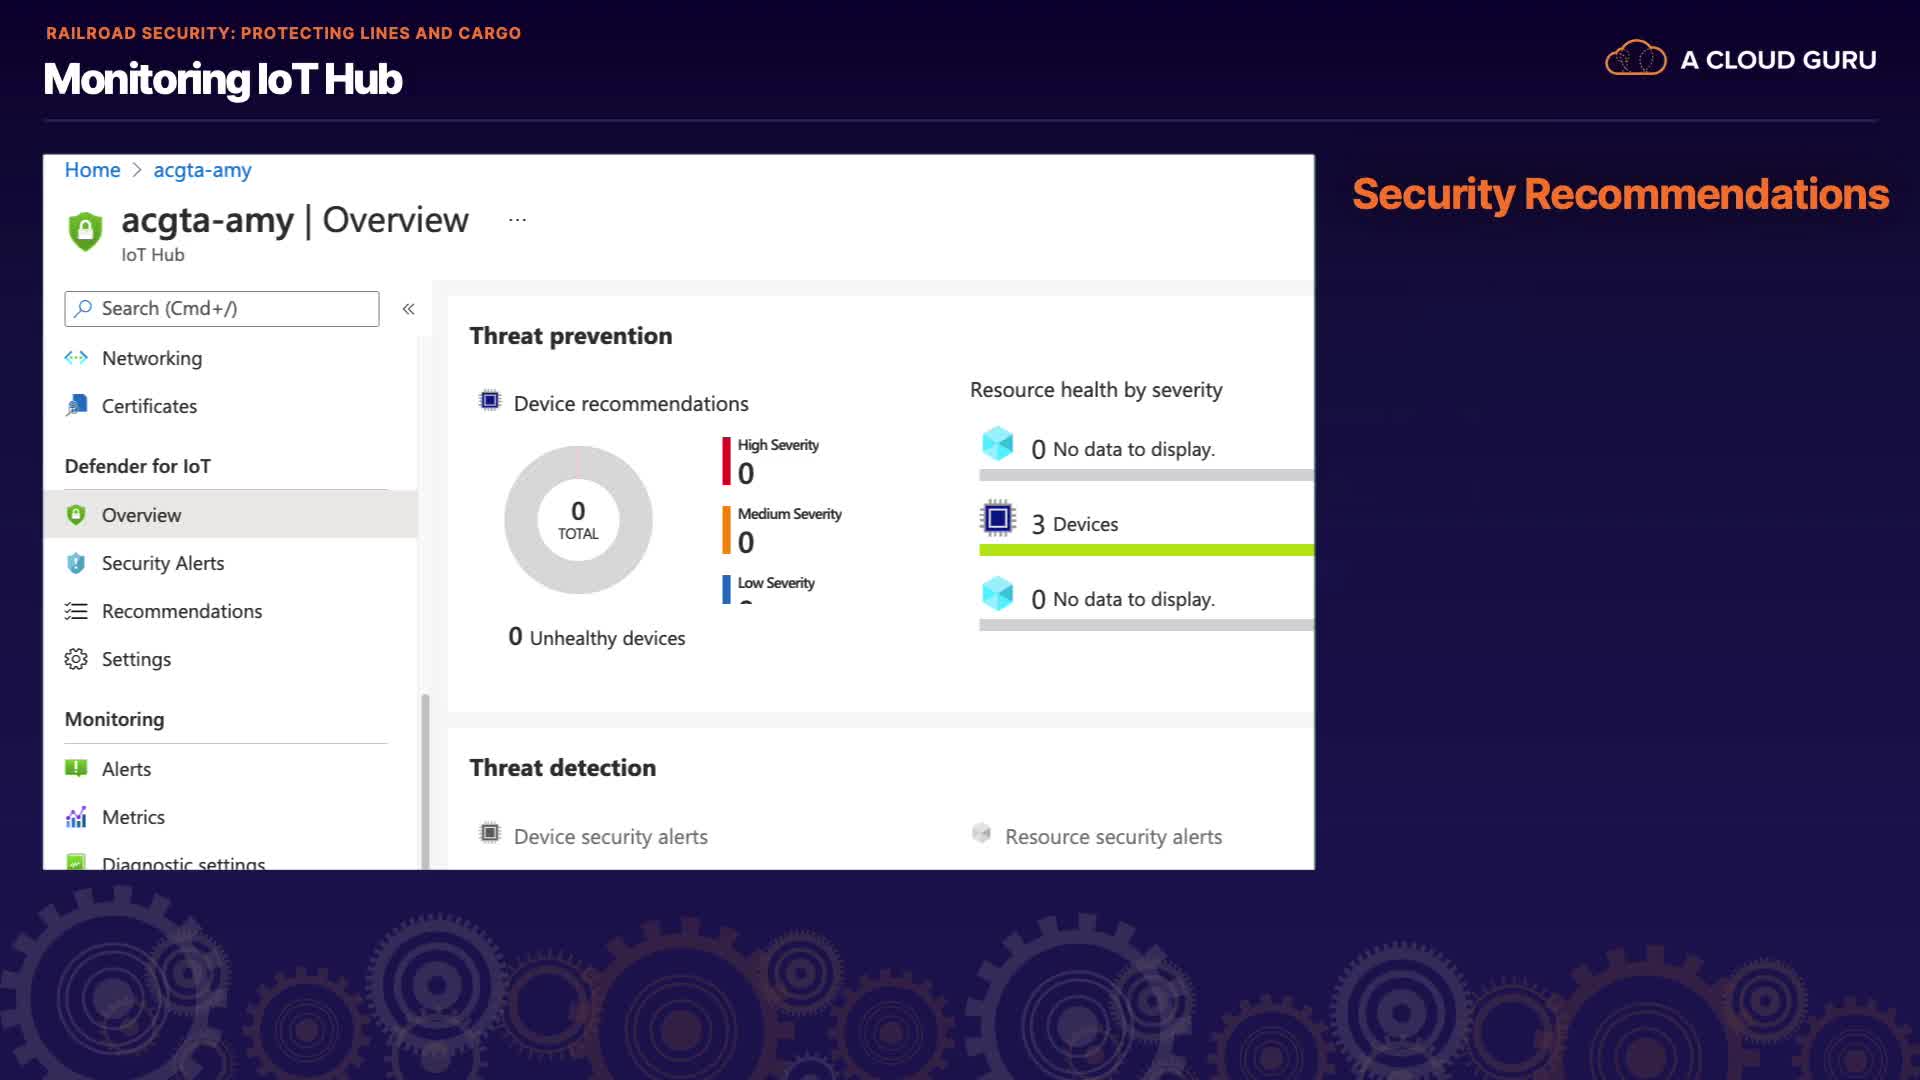 RAILROAD SECURITY: PROTECTING LINES AND CARGO
Monitoring IoT Hub
A CLOUD GURU
Home > acgta-amy
acgta-amy | Overview ...
IoT Hub
Search (Cmd+/)
«
Networking
Certificates
Defender for IoT
Overview
Security Alerts
Recommendations
Settings
Monitoring
Alerts
Metrics
Diagnostic settings
Threat prevention
Device recommendations
0
TOTAL
High Severity
0
Medium Severity
0
Low Severity
0 Unhealthy devices
Resource health by severity
0 No data to display.
3 Devices
0 No data to display.
Threat detection
Device security alerts
Resource security alerts
Security Recommendations